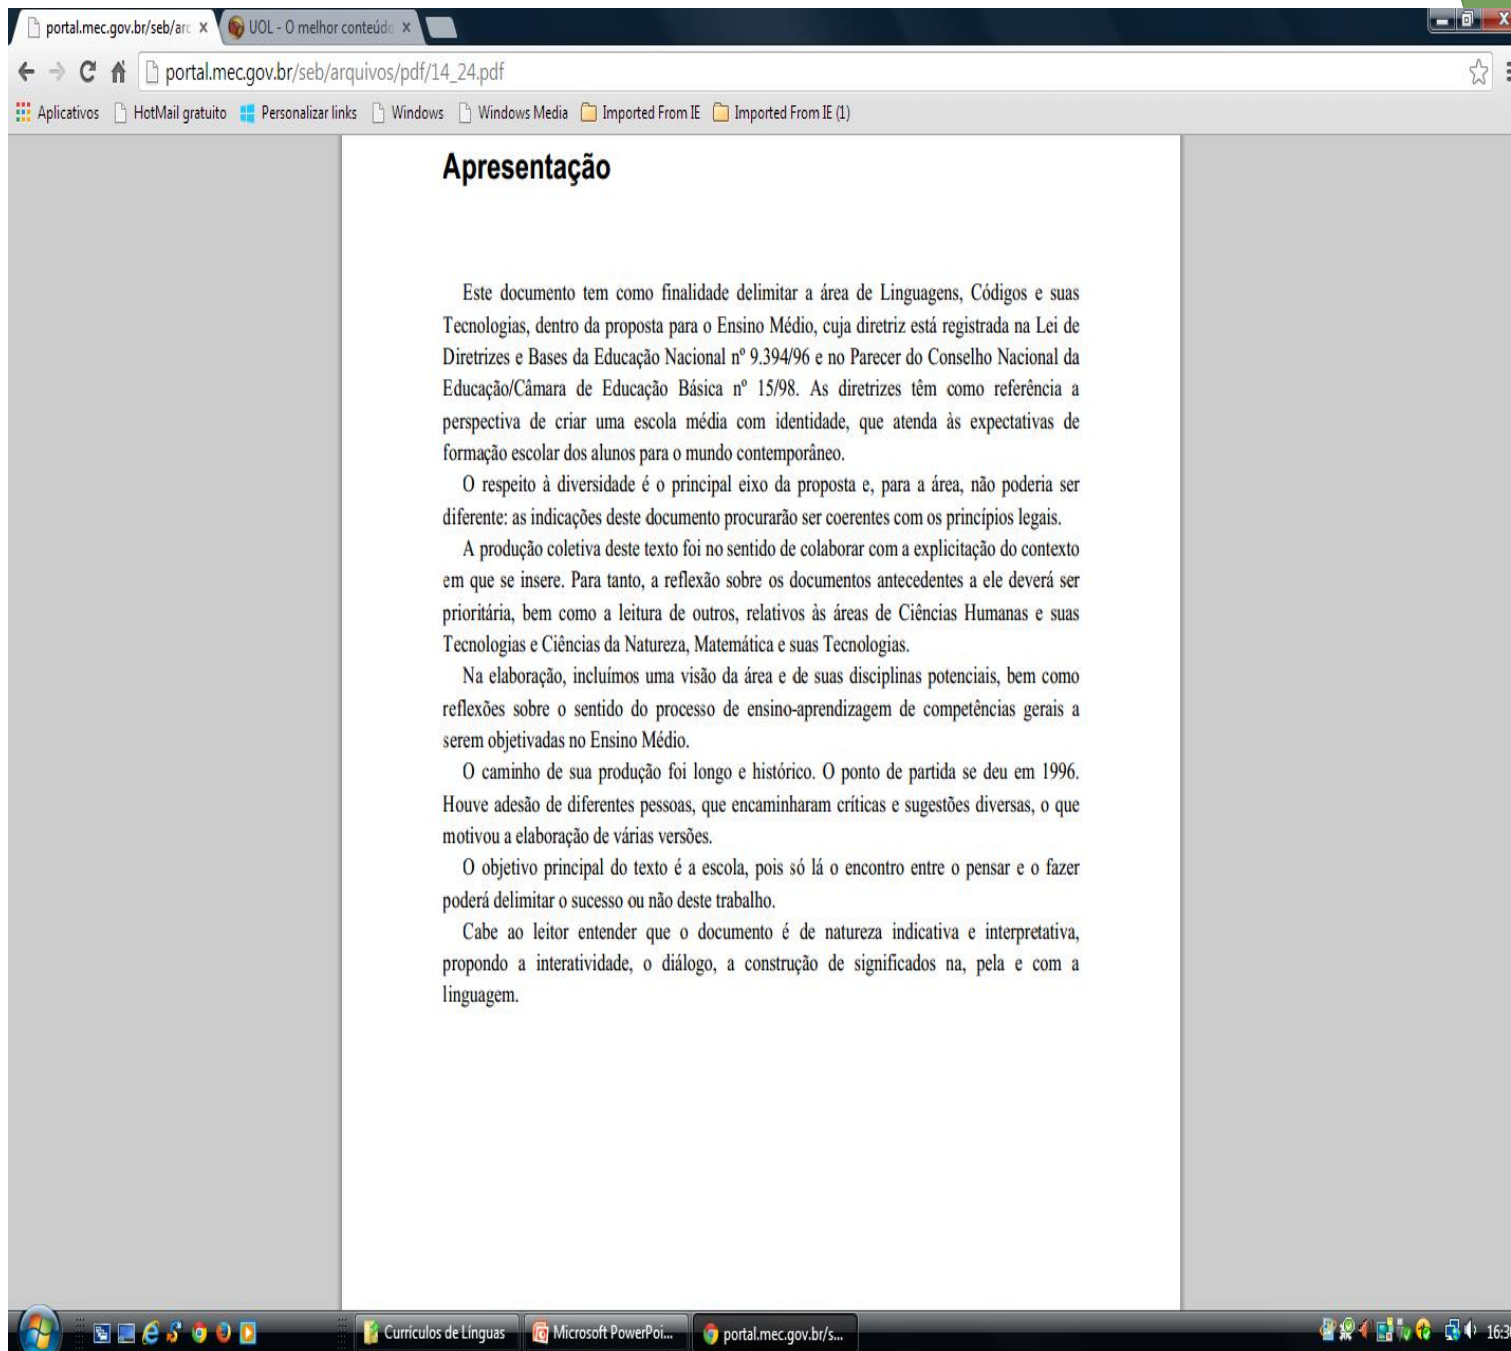 portal.mec.gov.br/seb/arc
UOL - O melhor conteúdo
portal.mec.gov.br/seb/arquivos/pdf/14_24.pdf
Aplicativos HotMail gratuito Personalizar links Windows Windows Media Imported From IE Imported From IE (1)
Apresentação
Este documento tem como finalidade delimitar a área de Linguagens, Códigos e suas
Tecnologias, dentro da proposta para o Ensino Médio, cuja diretriz está registrada na Lei de
Diretrizes e Bases da Educação Nacional nº 9.394/96 e no Parecer do Conselho Nacional da
Educação/Câmara de Educação Básica nº 15/98. As diretrizes têm como referência a
perspectiva de criar uma escola média com identidade, que atenda às expectativas de
formação escolar dos alunos para o mundo contemporâneo.
O respeito à diversidade é o principal eixo da proposta e, para a área, não poderia ser
diferente: as indicações deste documento procurarão ser coerentes com os princípios legais.
A produção coletiva deste texto foi no sentido de colaborar com a explicitação do contexto
em que se insere. Para tanto, a reflexão sobre os documentos antecedentes a ele deverá ser
prioritária, bem como a leitura de outros, relativos às áreas de Ciências Humanas e suas
Tecnologias e Ciências da Natureza, Matemática e suas Tecnologias.
Na elaboração, incluímos uma visão da área e de suas disciplinas potenciais, bem como
reflexões sobre o sentido do processo de ensino-aprendizagem de competências gerais a
serem objetivadas no Ensino Médio.
O caminho de sua produção foi longo e histórico. O ponto de partida se deu em 1996.
Houve adesão de diferentes pessoas, que encaminharam críticas e sugestões diversas, o que
motivou a elaboração de várias versões.
O objetivo principal do texto é a escola, pois só lá o encontro entre o pensar e o fazer
poderá delimitar o sucesso ou não deste trabalho.
Cabe ao leitor entender que o documento é de natureza indicativa e interpretativa,
propondo a interatividade, o diálogo, a construção de significados na, pela e com a
linguagem.
Currículos de Línguas Microsoft PowerPoi... portal.mec.gov.br/s...